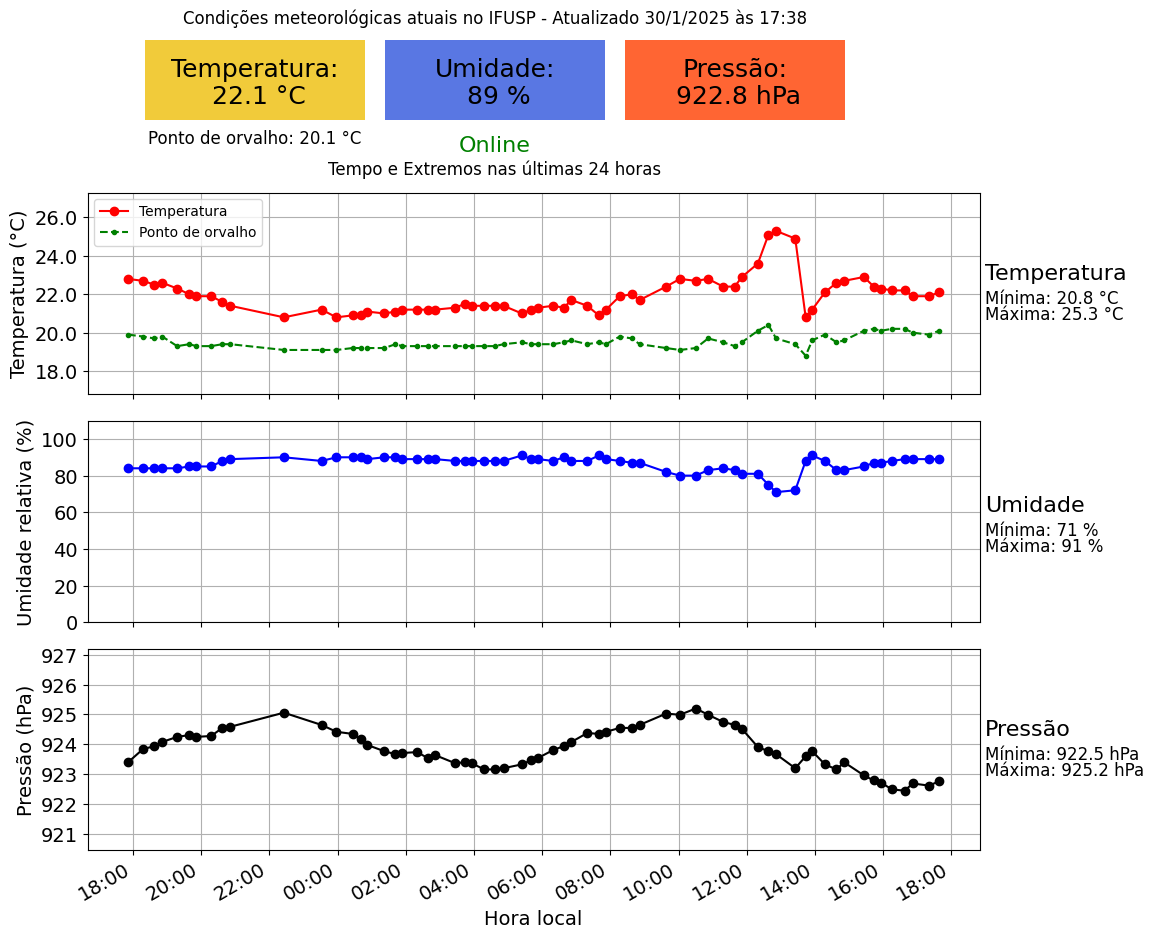 Condições meteorológicas atuais no IFUSP - Atualizado 30/1/2025 às 17:38
Temperatura:
22.1 °C
Umidade:
89 %
Pressão:
922.8 hPa
Ponto de orvalho: 20.1 °C
Online
Tempo e Extremos nas últimas 24 horas
Temperatura (°C)
26.0
24.0
22.0
20.0
18.0
Temperatura
Ponto de orvalho
Temperatura
Mínima: 20.8 °C
Máxima: 25.3 °C
Umidade relativa (%)
100
80
60
40
20
0
Umidade
Mínima: 71 %
Máxima: 91 %
Pressão (hPa)
927
926
925
924
923
922
921
Pressão
Mínima: 922.5 hPa
Máxima: 925.2 hPa
18:00 20:00 22:00 00:00 02:00 04:00 06:00 08:00 10:00 12:00 14:00 16:00 18:00
Hora local